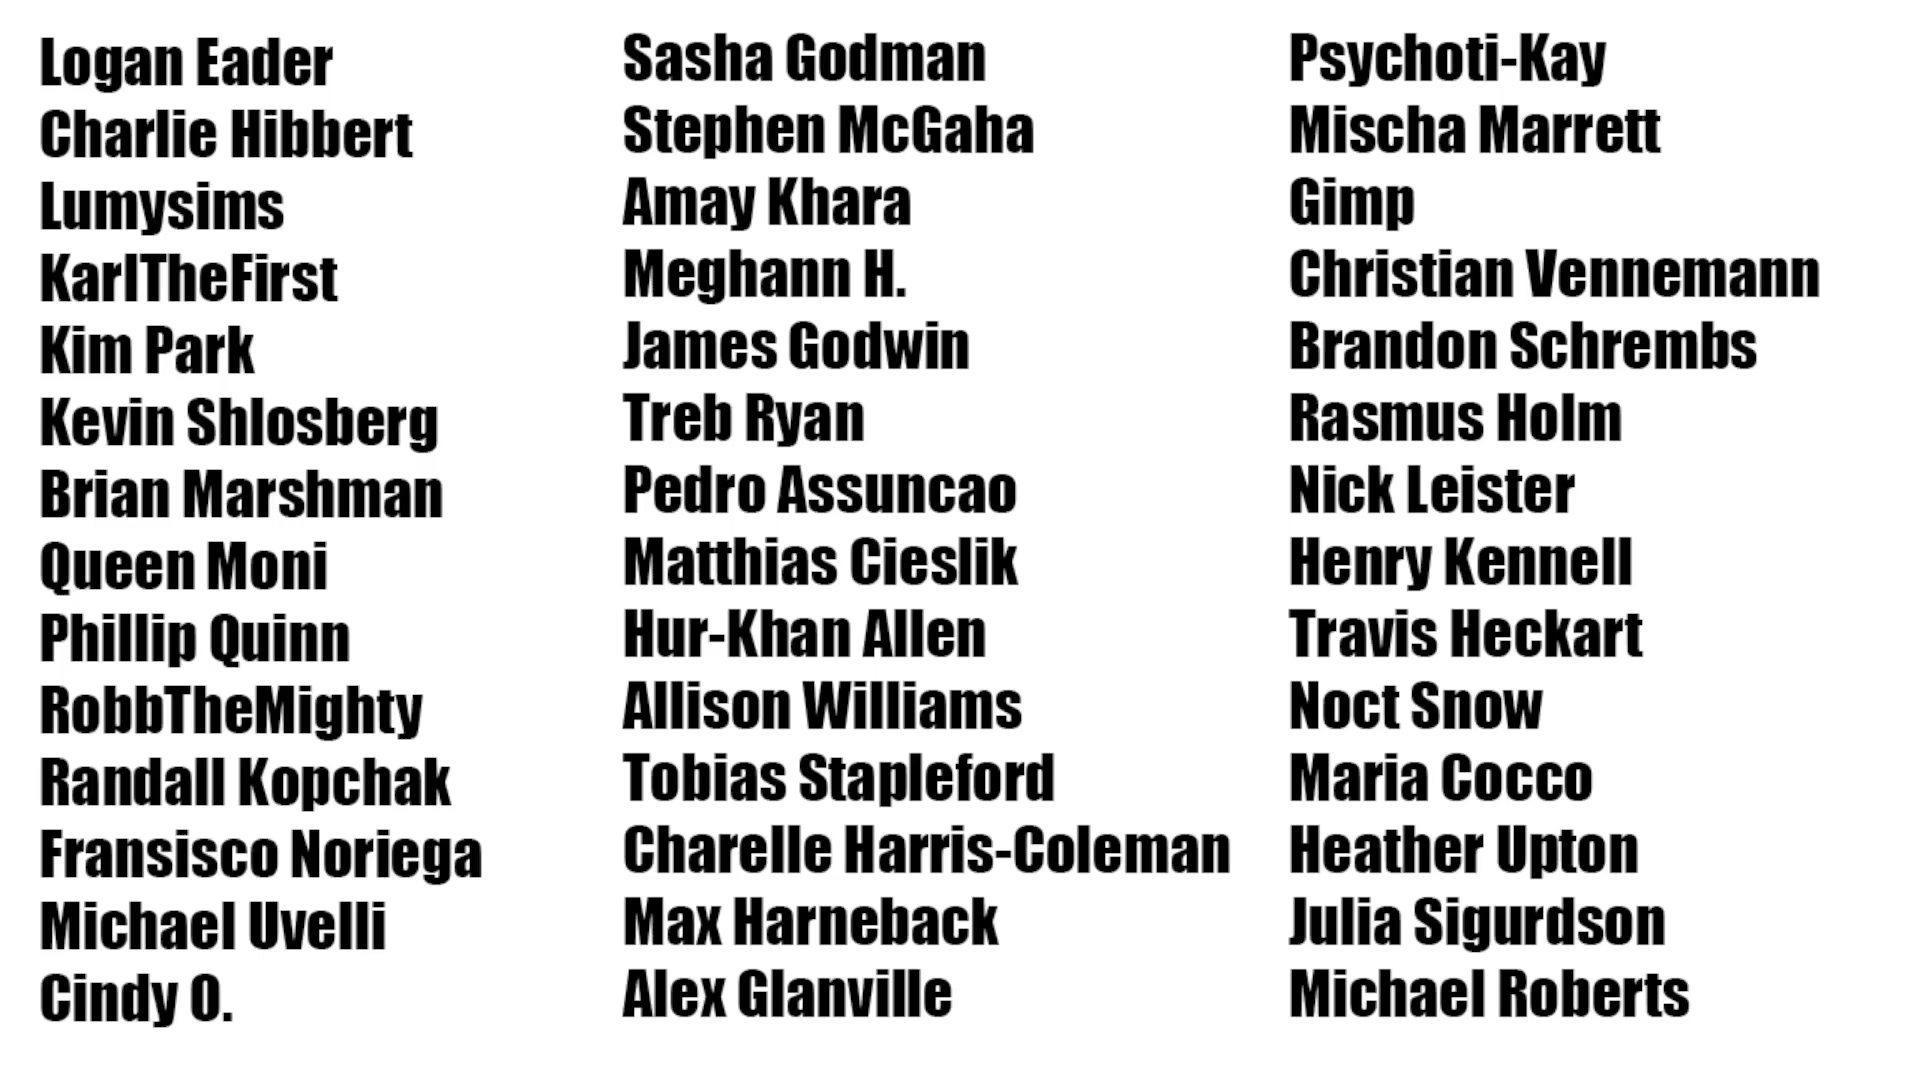 Logan Eader
Charlie Hibbert
Lumysims
KarlTheFirst
Kim Park
Kevin Shlosberg
Brian Marshman
Queen Moni
Phillip Quinn
RobbTheMighty
Randall Kopchak
Fransisco Noriega
Michael Uvelli
Cindy O.
Sasha Godman
Stephen McGaha
Amay Khara
Meghann H.
James Godwin
Treb Ryan
Pedro Assuncao
Matthias Cieslik
Hur-Khan Allen
Allison Williams
Tobias Stapleford
Charelle Harris-Coleman
Max Harneback
Alex Glanville
Psychoti-Kay
Mischa Marrett
Gimp
Christian Vennemann
Brandon Schrembs
Rasmus Holm
Nick Leister
Henry Kennell
Travis Heckart
Noct Snow
Maria Cocco
Heather Upton
Julia Sigurdson
Michael Roberts